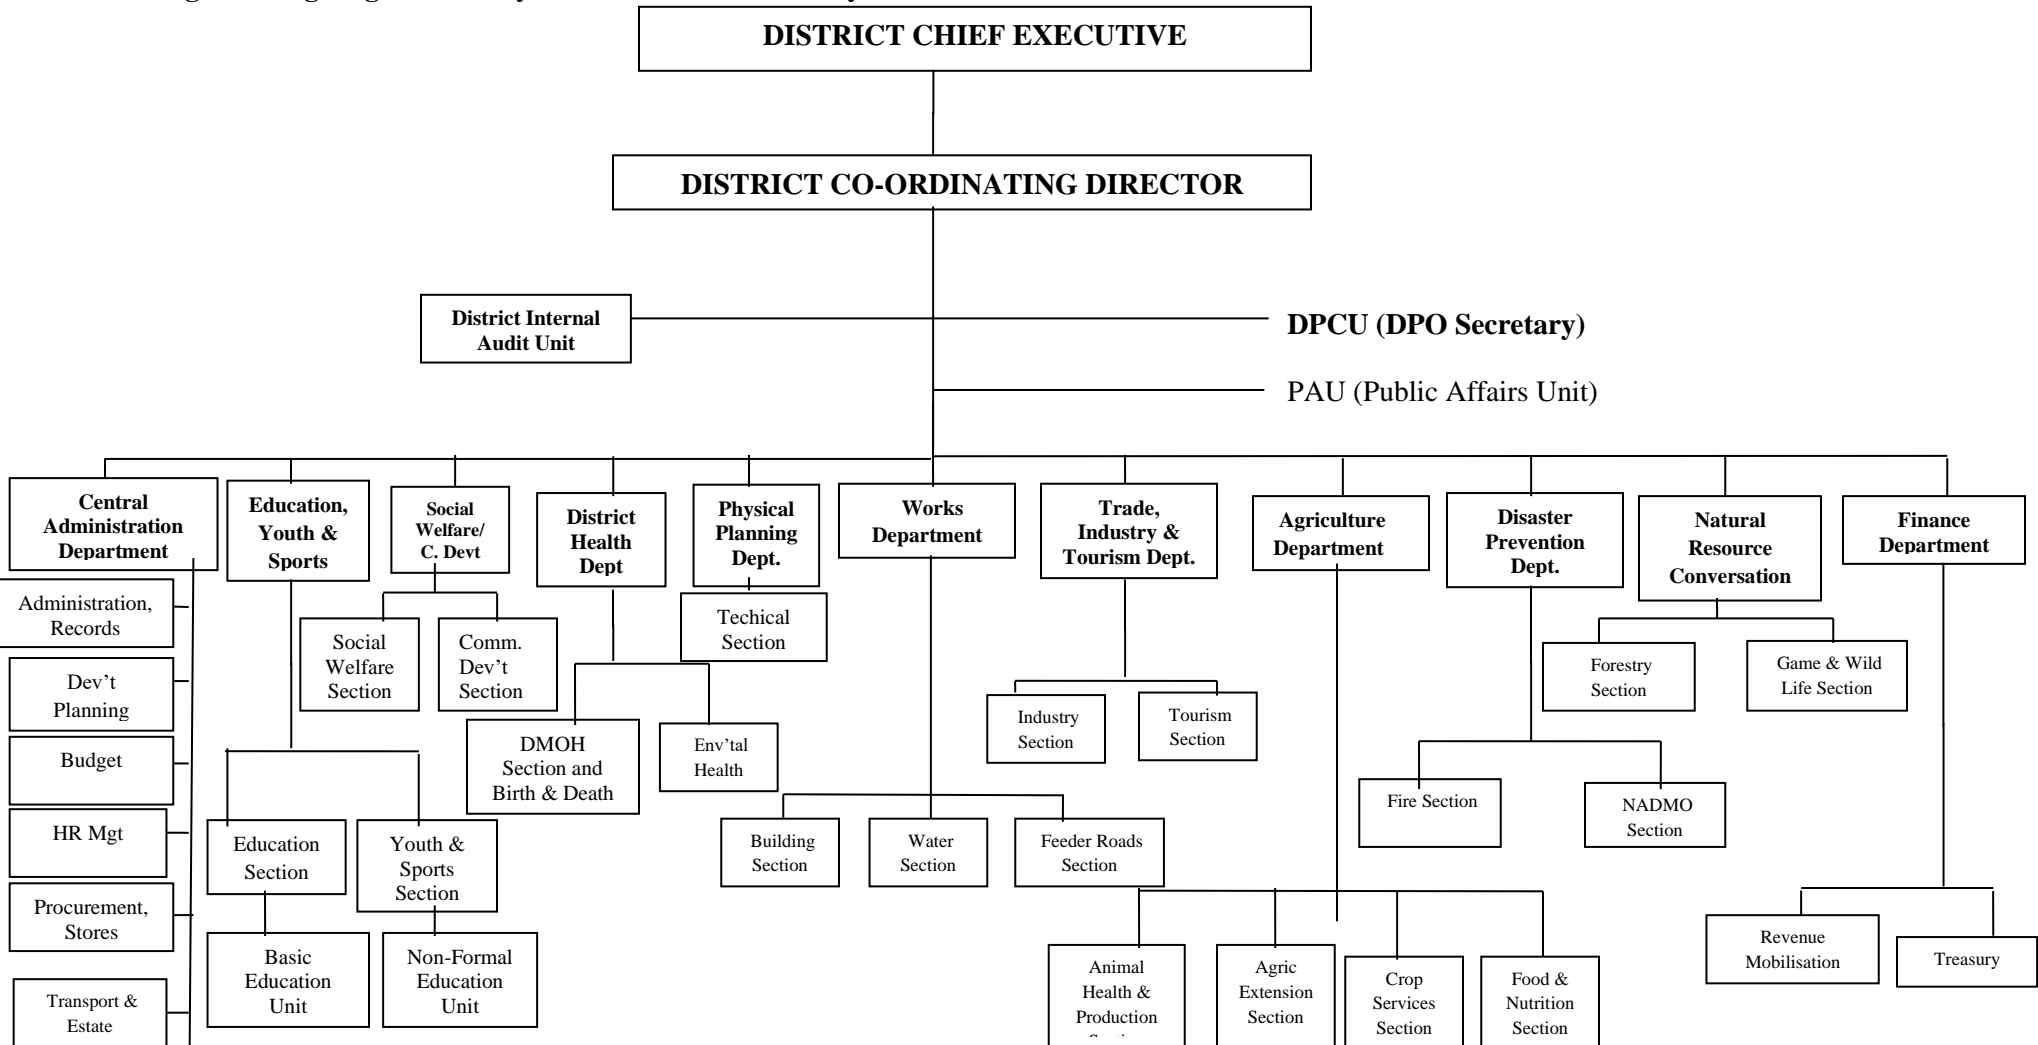 DISTRICT CHIEF EXECUTIVE
DISTRICT CO-ORDINATING DIRECTOR
District Internal
Audit Unit
DPCU (DPO Secretary)
PAU (Public Affairs Unit)
Central
Administration
Department
Education,
Youth &
Sports
Social
Welfare/
C. Devt
District
Health
Dept
Physical
Planning
Dept.
Works
Department
Trade,
Industry &
Tourism Dept.
Agriculture
Department
Disaster
Prevention
Dept.
Natural
Resource
Conversation
Finance
Department
Administration,
Records
Dev't
Planning
Budget
HR Mgt
Procurement,
Stores
Transport &
Estate
Social
Welfare
Section
Comm.
Dev't
Section
Techical
Section
DMOH
Section and
Birth & Death
Env'tal
Health
Education
Section
Youth &
Sports
Section
Basic
Education
Unit
Non-Formal
Education
Unit
Building
Section
Water
Section
Feeder Roads
Section
Industry
Section
Tourism
Section
Animal
Health &
Production
Agric
Extension
Section
Crop
Services
Section
Food &
Nutrition
Section
Fire Section
NADMO
Section
Forestry
Section
Game & Wild
Life Section
Revenue
Mobilisation
Treasury